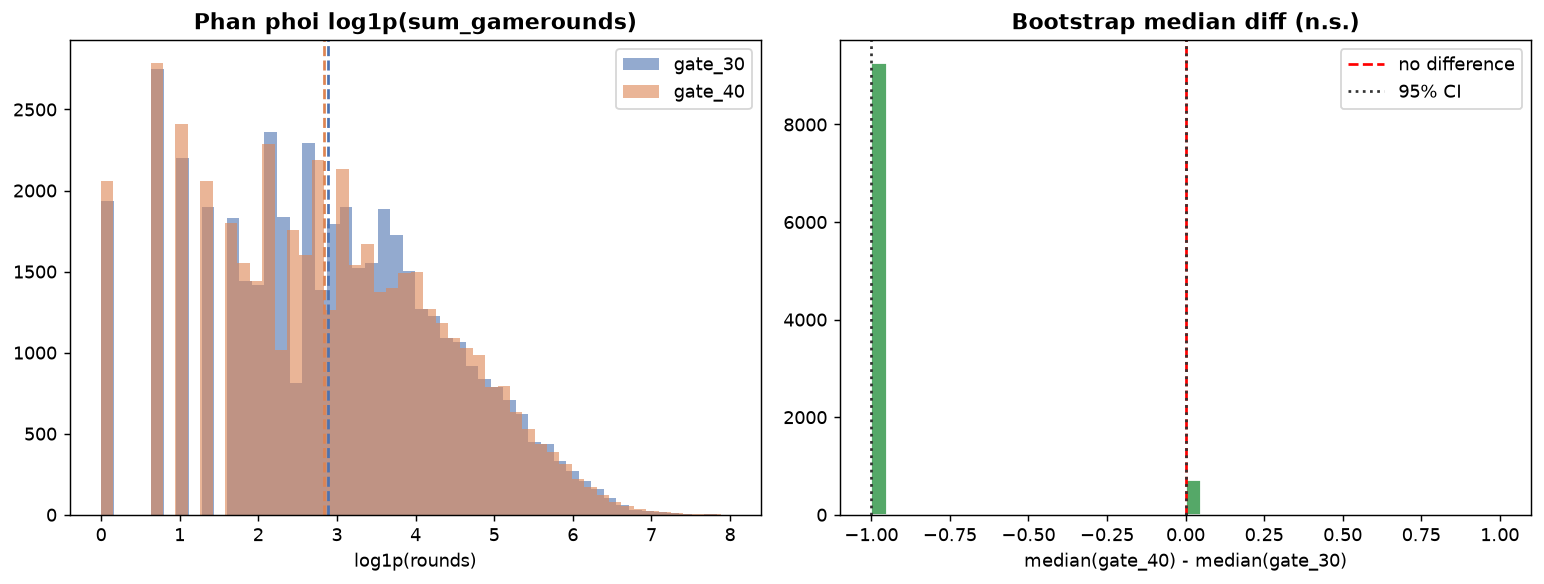 Phan phoi log1p(sum_gamerounds)
gate_30
gate_40
2500
2000
1500
1000
500
0
0 1 2 3 4 5 6 7 8
log1p(rounds)
Bootstrap median diff (n.s.)
no difference
95% CI
8000
6000
4000
2000
0
−1.00 −0.75 −0.50 −0.25 0.00 0.25 0.50 0.75 1.00
median(gate_40) - median(gate_30)